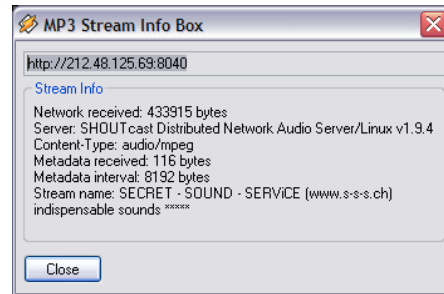 MP3 Stream Info Box
http://212.48.125.69:8040
Stream Info
Network received: 433915 bytes
Server: SHOUTcast Distributed Network Audio Server/Linux v1.9.4
Content-Type: audio/mpeg
Metadata received: 116 bytes
Metadata interval: 8192 bytes
Stream name: SECRET - SOUND - SERViCE (www.s-s-s.ch)
indispensable sounds *****
Close